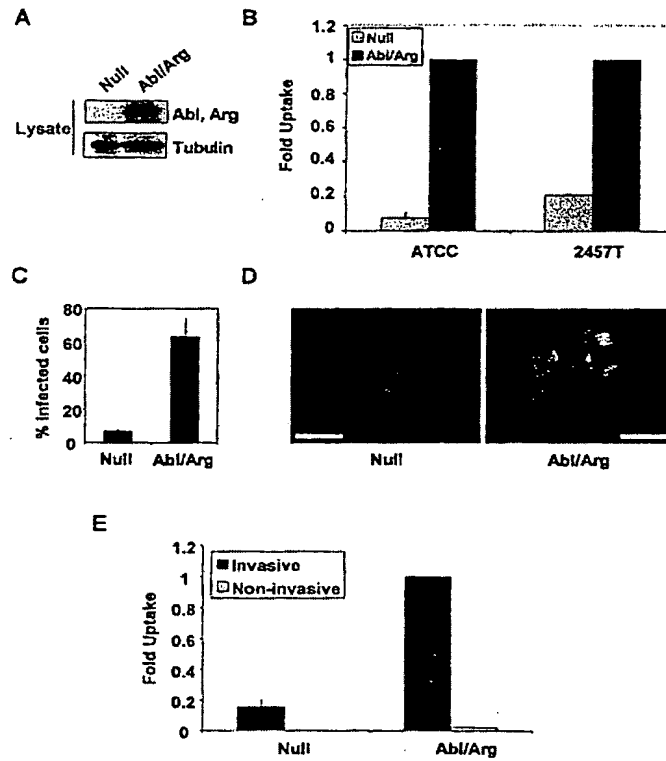 A
Null
Abl/Arg
Lysate
Abl, Arg
Tubulin
B
Null
Abl/Arg
Fold Uptake
1.2
1
0.8
0.6
0.4
0.2
0
ATCC
2457T
C
% infected cells
80
60
40
20
0
Null
Abl/Arg
D
Null
Abl/Arg
E
Invasive
Non-invasive
Fold Uptake
1.2
1
0.8
0.6
0.4
0.2
0
Null
Abl/Arg